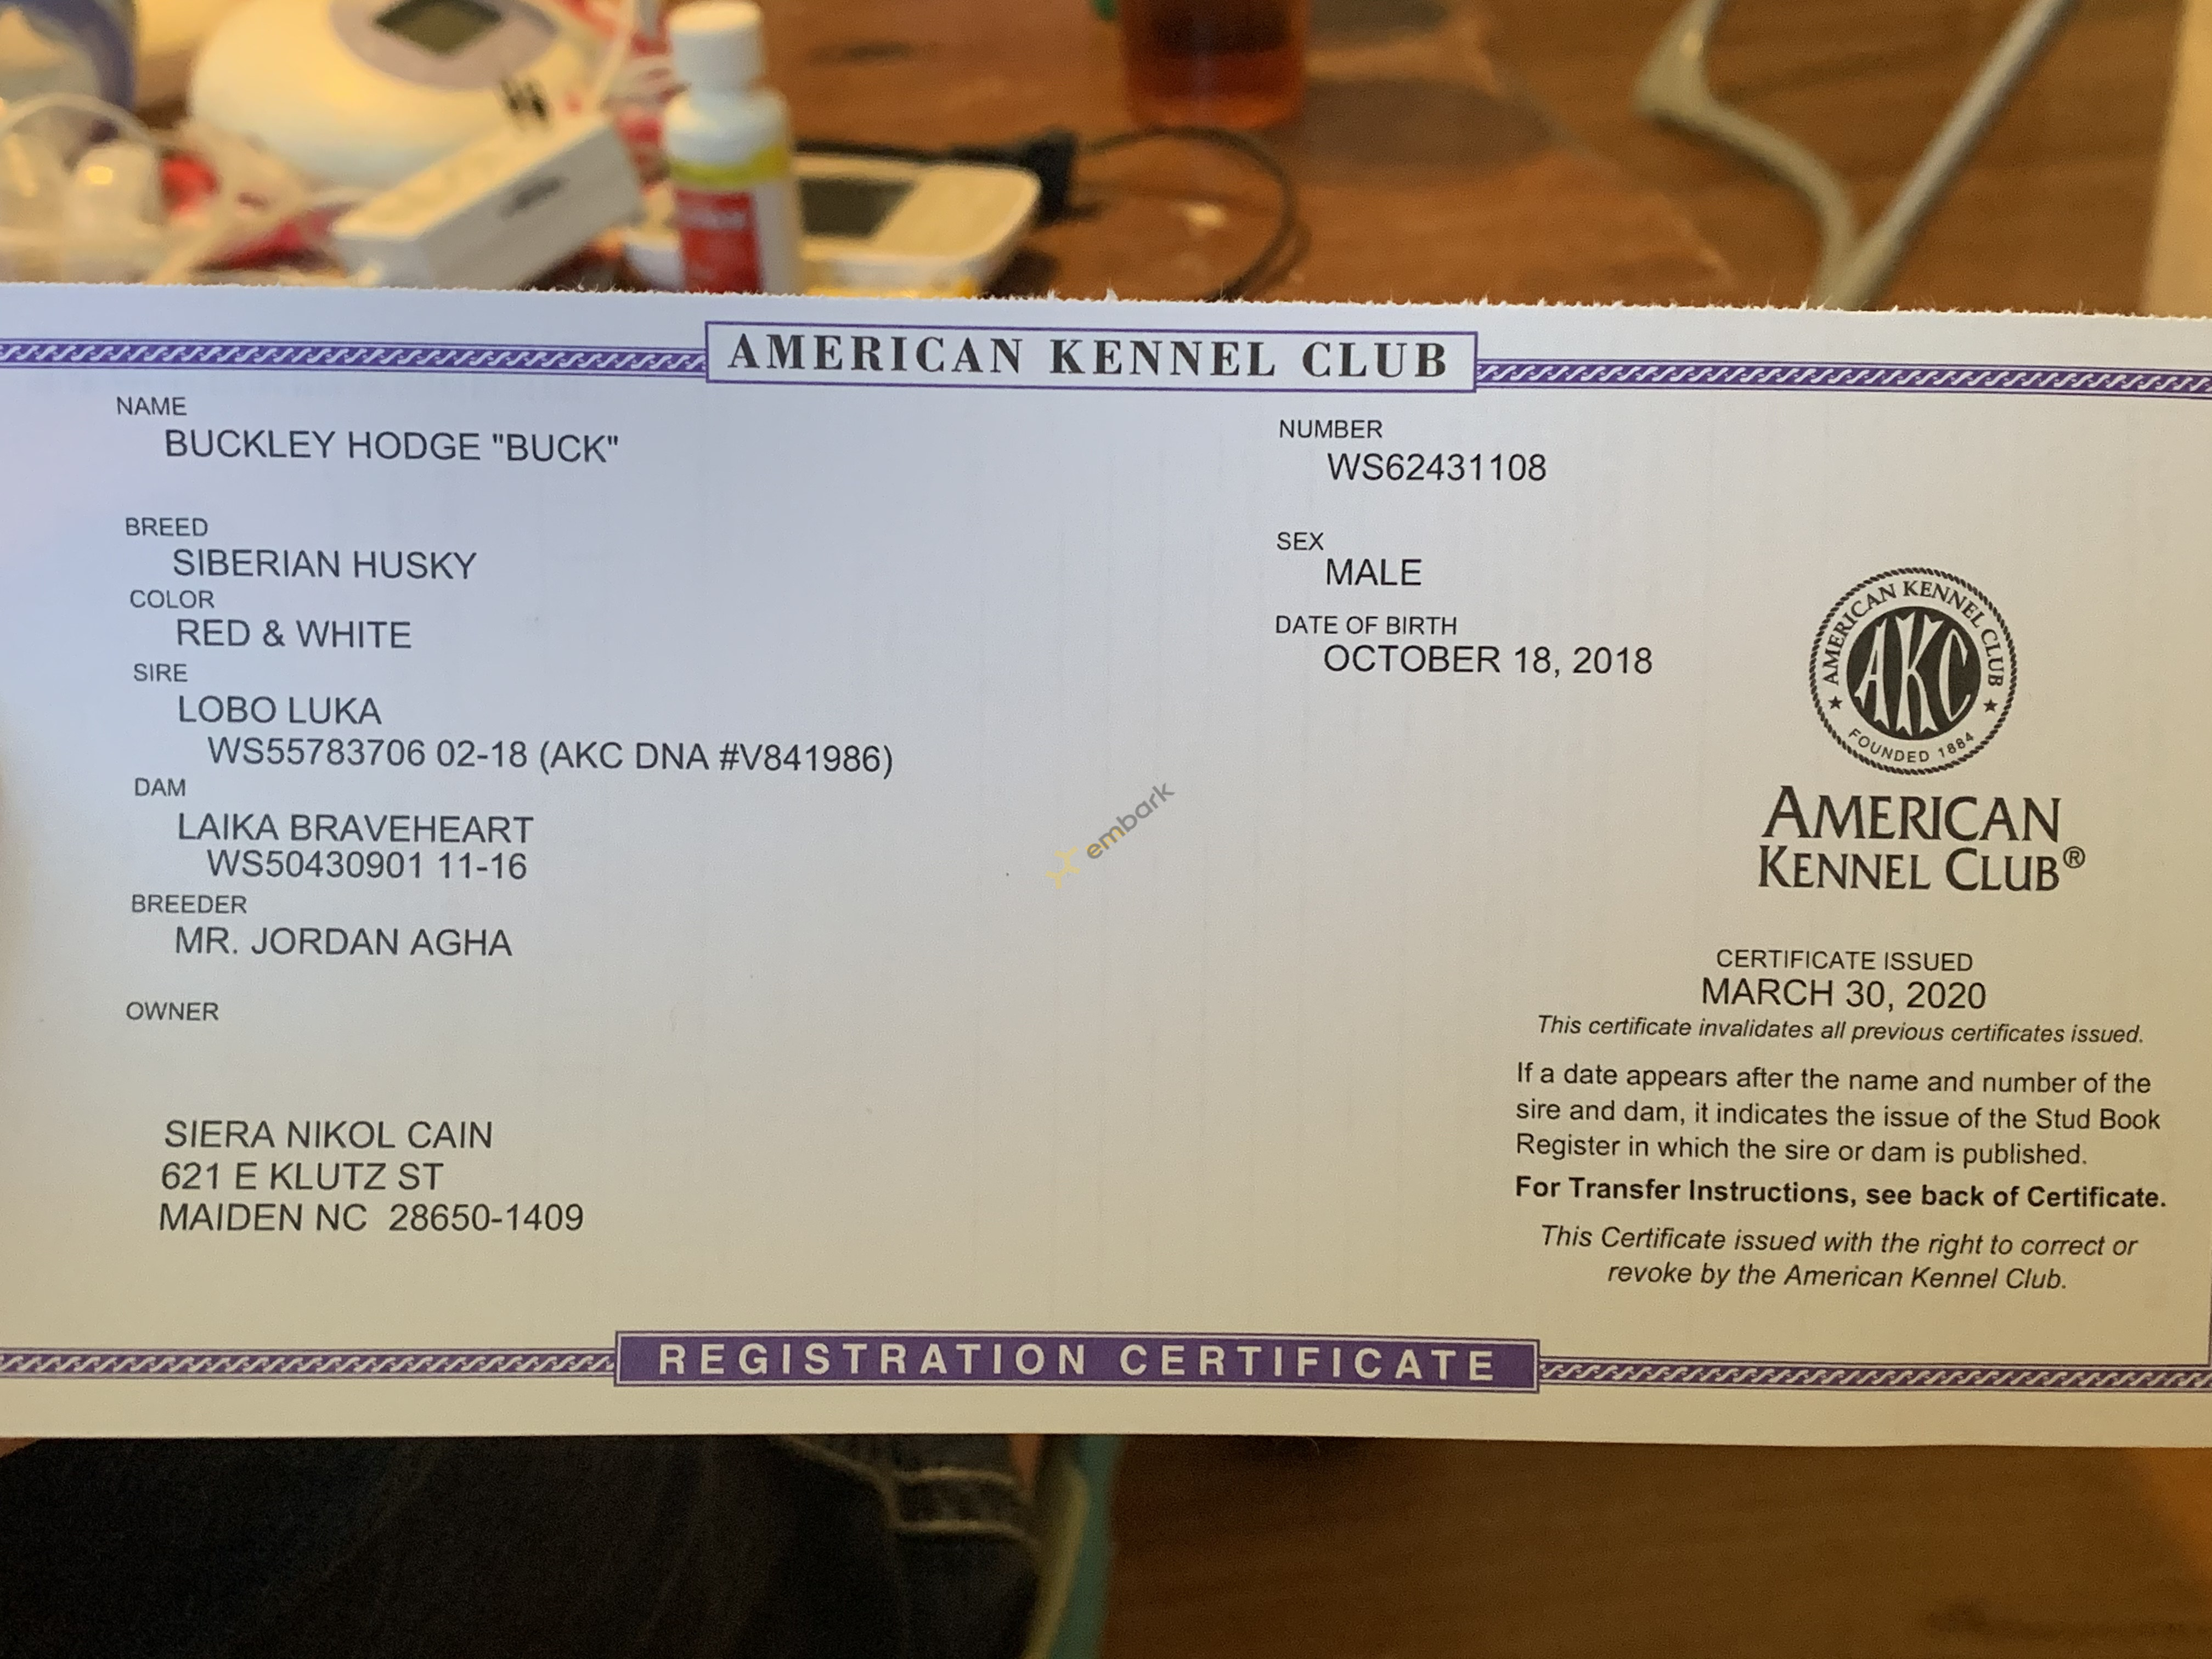 AMERICAN KENNEL CLUB
NAME
BUCKLEY HODGE "BUCK"
BREED
SIBERIAN HUSKY
COLOR
RED & WHITE
SIRE
LOBO LUKA
WS55783706 02-18 (AKC DNA #V841986)
DAM
LAIKA BRAVEHEART
WS50430901 11-16
BREEDER
MR. JORDAN AGHA
OWNER
SIERA NIKOL CAIN
621 E KLUTZ ST
MAIDEN NC 28650-1409
NUMBER
WS62431108
SEX
MALE
DATE OF BIRTH
OCTOBER 18, 2018
AMERICAN KENNEL CLUB
AKC
FOUNDED 1884
AMERICAN
KENNEL CLUB®
CERTIFICATE ISSUED
MARCH 30, 2020
This certificate invalidates all previous certificates issued.
If a date appears after the name and number of the
sire and dam, it indicates the issue of the Stud Book
Register in which the sire or dam is published.
For Transfer Instructions, see back of Certificate.
This Certificate issued with the right to correct or
revoke by the American Kennel Club.
embark
REGISTRATION CERTIFICATE